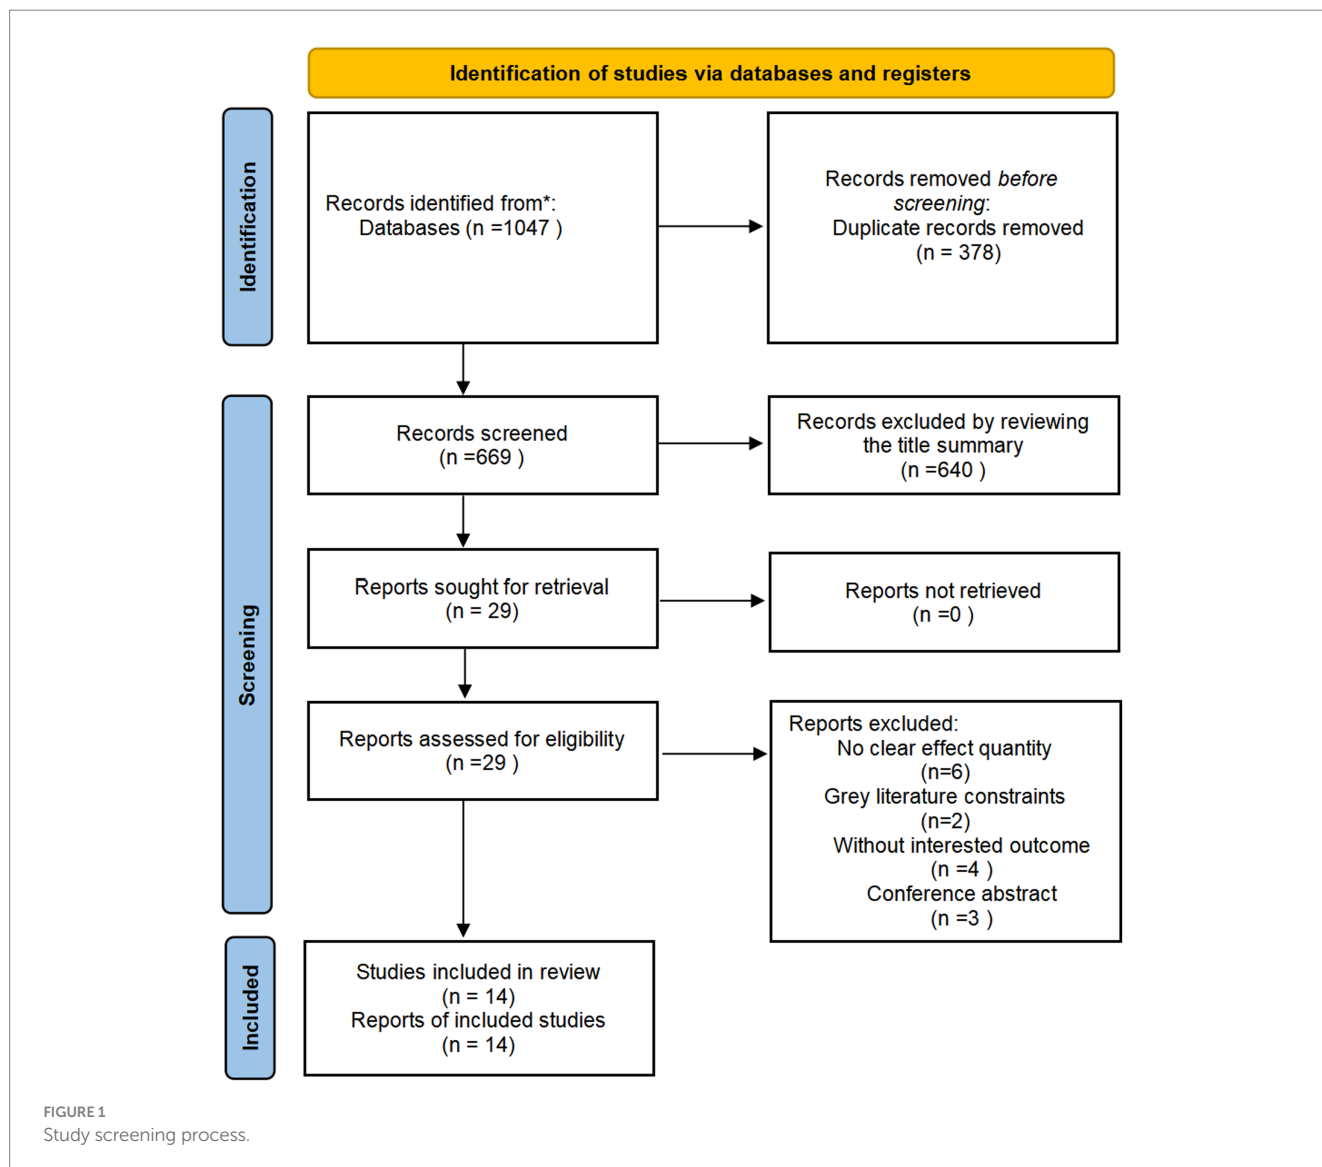 Identification of studies via databases and registers
Identification
Records identified from*:
Databases (n =1047 )
Records removed before
screening:
Duplicate records removed
(n = 378)
Screening
Records screened
(n =669 )
Records excluded by reviewing
the title summary
(n =640 )
Reports sought for retrieval
(n = 29)
Reports not retrieved
(n =0 )
Reports assessed for eligibility
(n =29 )
Reports excluded:
No clear effect quantity
(n=6)
Grey literature constraints
(n=2)
Without interested outcome
(n =4 )
Conference abstract
(n =3 )
Included
Studies included in review
(n = 14)
Reports of included studies
(n = 14)
FIGURE 1
Study screening process.